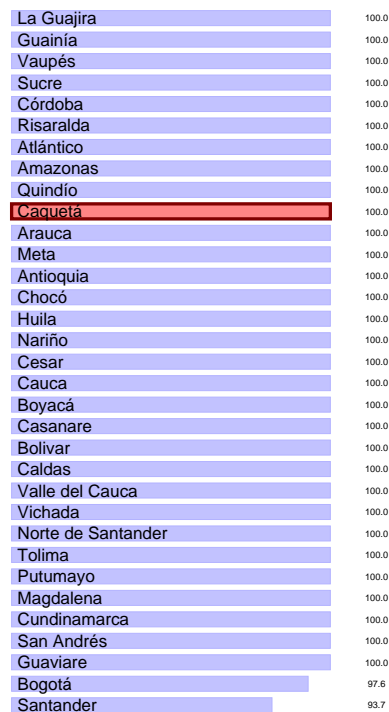 La Guajira 100.0
Guainía 100.0
Vaupés 100.0
Sucre 100.0
Córdoba 100.0
Risaralda 100.0
Atlántico 100.0
Amazonas 100.0
Quindío 100.0
Caquetá 100.0
Arauca 100.0
Meta 100.0
Antioquia 100.0
Chocó 100.0
Huila 100.0
Nariño 100.0
Cesar 100.0
Cauca 100.0
Boyacá 100.0
Casanare 100.0
Bolivar 100.0
Caldas 100.0
Valle del Cauca 100.0
Vichada 100.0
Norte de Santander 100.0
Tolima 100.0
Putumayo 100.0
Magdalena 100.0
Cundinamarca 100.0
San Andrés 100.0
Guaviare 100.0
Bogotá 97.6
Santander 93.7